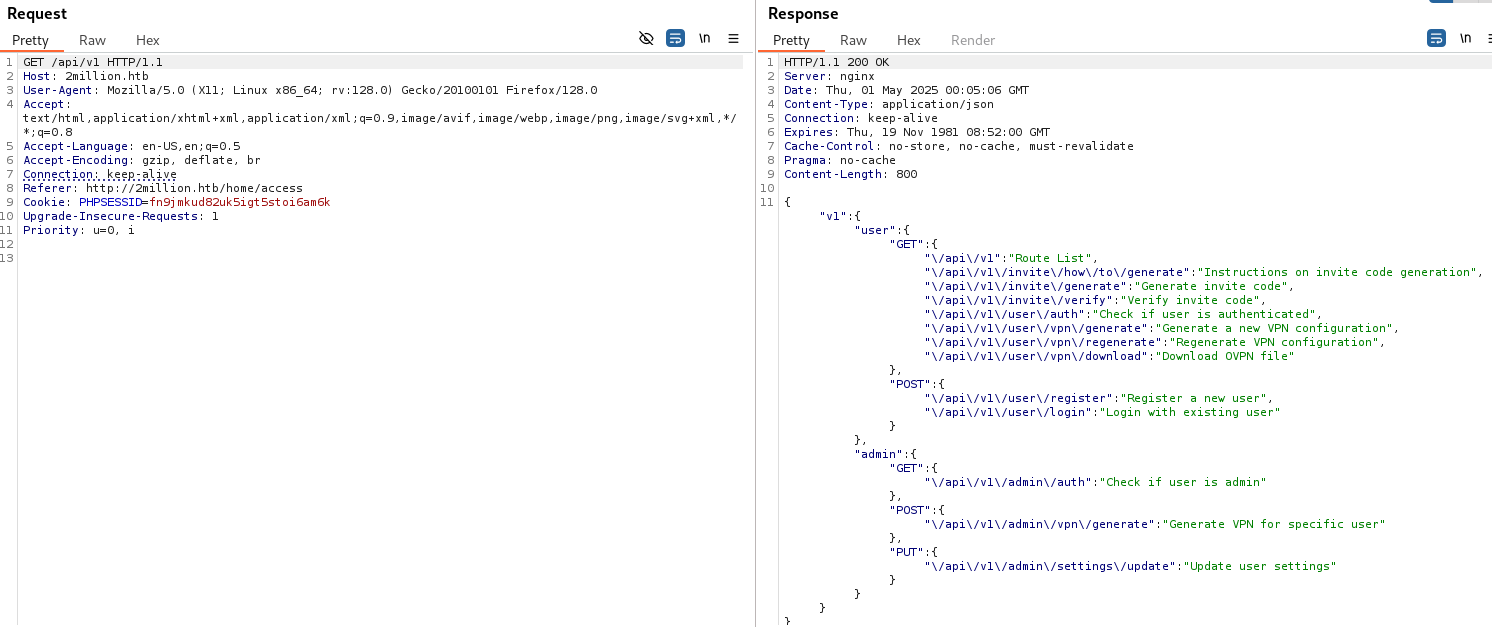 Request
Pretty Raw Hex
\n
1 GET /api/v1 HTTP/1.1
2 Host: 2million.htb
3 User-Agent: Mozilla/5.0 (X11; Linux x86_64; rv:128.0) Gecko/20100101 Firefox/128.0
4 Accept:
text/html,application/xhtml+xml,application/xml;q=0.9,image/avif,image/webp,image/png,image/svg+xml,*/
*;q=0.8
5 Accept-Language: en-US,en;q=0.5
6 Accept-Encoding: gzip, deflate, br
7 Connection: keep-alive
8 Referer: http://2million.htb/home/access
9 Cookie: PHPSESSID=fn9jmkud82uk5igt5stoi6am6k
10 Upgrade-Insecure-Requests: 1
11 Priority: u=0, i
12
13
Response
Pretty Raw Hex Render
\n
1 HTTP/1.1 200 OK
2 Server: nginx
3 Date: Thu, 01 May 2025 00:05:06 GMT
4 Content-Type: application/json
5 Connection: keep-alive
6 Expires: Thu, 19 Nov 1981 08:52:00 GMT
7 Cache-Control: no-store, no-cache, must-revalidate
8 Pragma: no-cache
9 Content-Length: 800
10
11 {
"v1":{
"user":{
"GET":{
"\/api\/v1":"Route List",
"\/api\/v1\/invite\/how\/to\/generate":"Instructions on invite code generation",
"\/api\/v1\/invite\/generate":"Generate invite code",
"\/api\/v1\/invite\/verify":"Verify invite code",
"\/api\/v1\/user\/auth":"Check if user is authenticated",
"\/api\/v1\/user\/vpn\/generate":"Generate a new VPN configuration",
"\/api\/v1\/user\/vpn\/regenerate":"Regenerate VPN configuration",
"\/api\/v1\/user\/vpn\/download":"Download OVPN file"
},
"POST":{
"\/api\/v1\/user\/register":"Register a new user",
"\/api\/v1\/user\/login":"Login with existing user"
}
},
"admin":{
"GET":{
"\/api\/v1\/admin\/auth":"Check if user is admin"
},
"POST":{
"\/api\/v1\/admin\/vpn\/generate":"Generate VPN for specific user"
},
"PUT":{
"\/api\/v1\/admin\/settings\/update":"Update user settings"
}
}
}
}